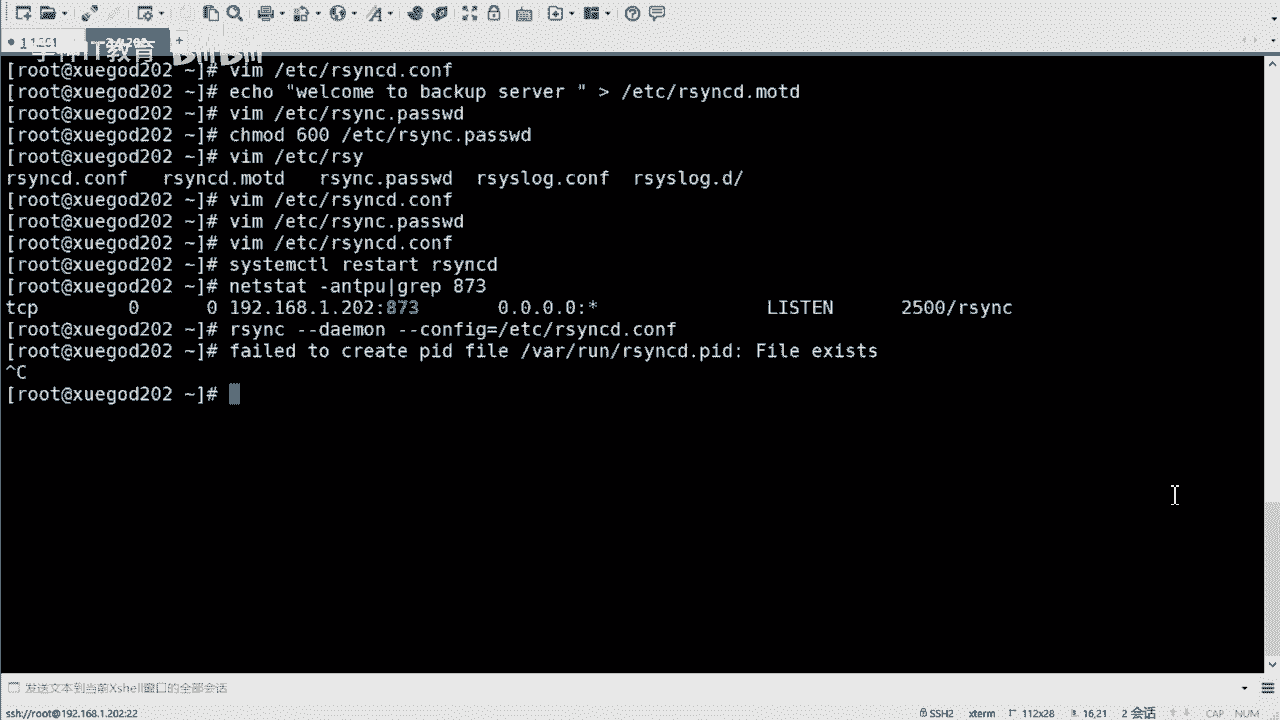 1 1.201
2 1.202
+
学神IT教育 bilibili
[root@xuegod202 ~]# vim /etc/rsyncd.conf
[root@xuegod202 ~]# echo "welcome to backup server " > /etc/rsyncd.motd
[root@xuegod202 ~]# vim /etc/rsync.passwd
[root@xuegod202 ~]# chmod 600 /etc/rsync.passwd
[root@xuegod202 ~]# vim /etc/rsy
rsyncd.conf   rsyncd.motd   rsync.passwd  rsyslog.conf  rsyslog.d/
[root@xuegod202 ~]# vim /etc/rsyncd.conf
[root@xuegod202 ~]# vim /etc/rsync.passwd
[root@xuegod202 ~]# vim /etc/rsyncd.conf
[root@xuegod202 ~]# systemctl restart rsyncd
[root@xuegod202 ~]# netstat -antpu|grep 873
tcp        0      0 192.168.1.202:873       0.0.0.0:*               LISTEN      2500/rsync
[root@xuegod202 ~]# rsync --daemon --config=/etc/rsyncd.conf
[root@xuegod202 ~]# failed to create pid file /var/run/rsyncd.pid: File exists
^C
[root@xuegod202 ~]#
发送文本到当前Xshell窗口的全部会话
ssh://root@192.168.1.202:22 SSH2 xterm 112x28 16,21 2 会话 CAP NUM